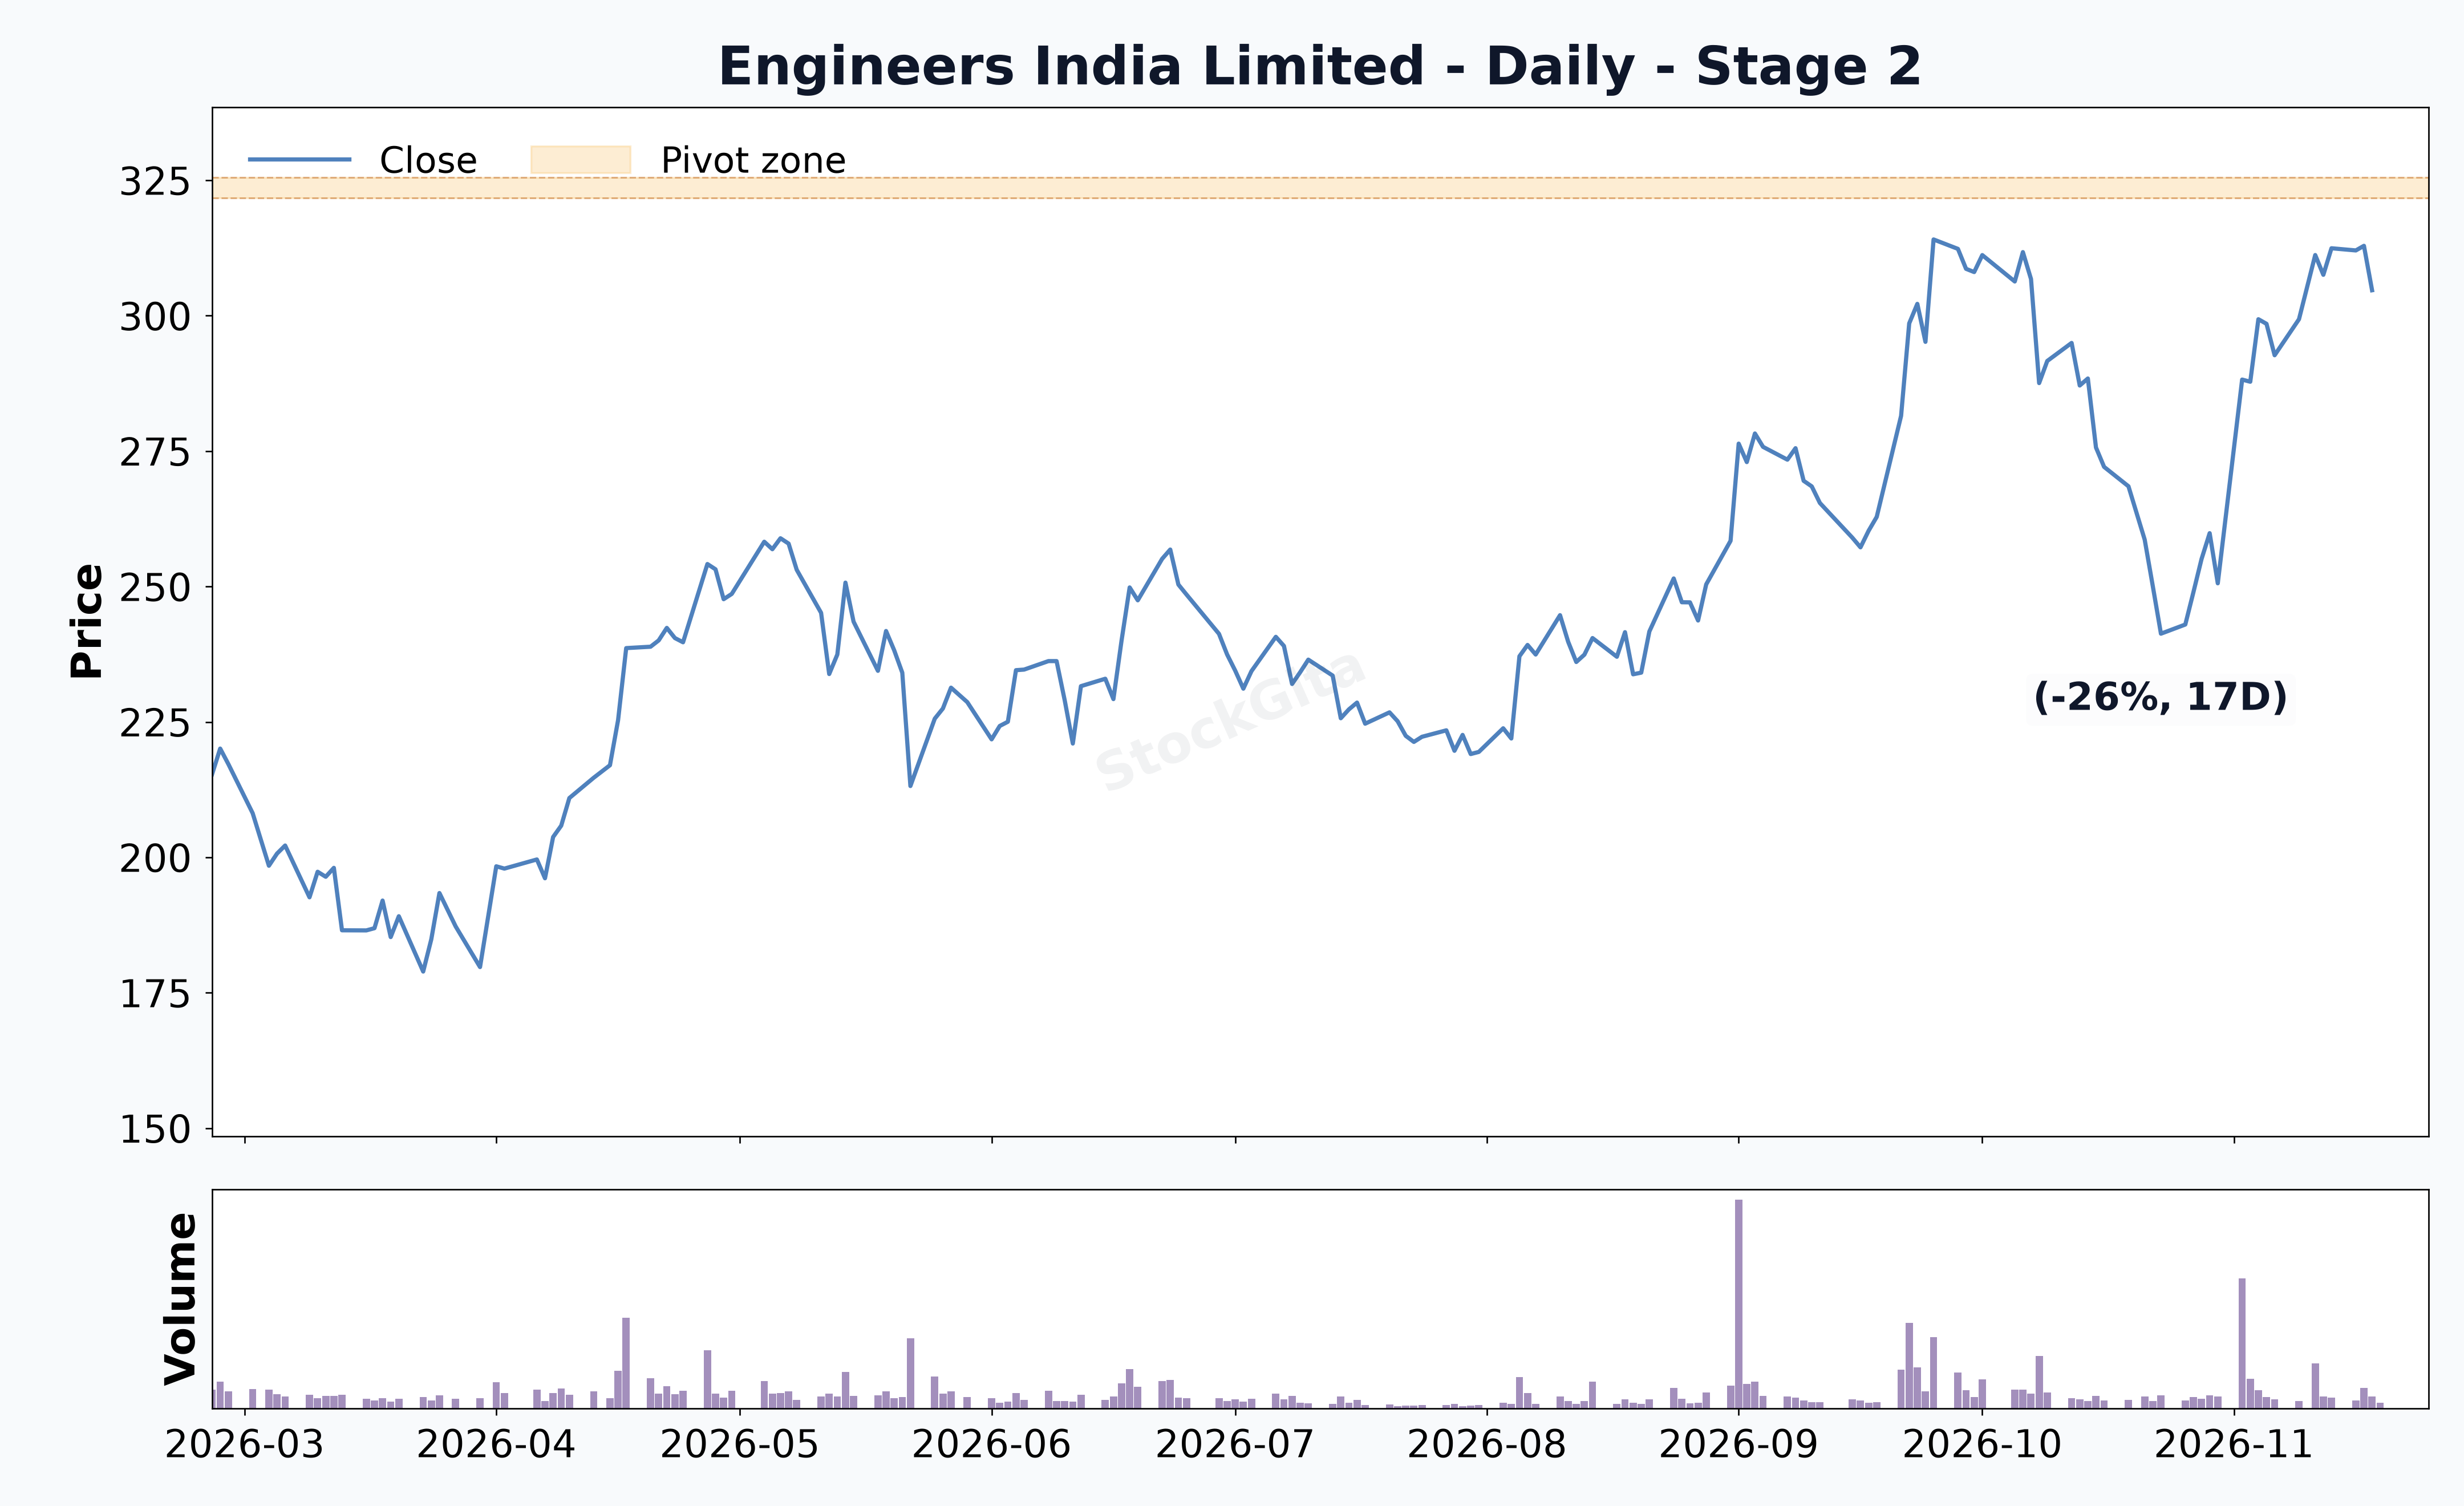 Engineers India Limited - Daily - Stage 2
Close
Pivot zone
Price
325
300
275
250
225
200
175
150
StockGita
(-26%, 17D)
Volume
2026-03
2026-04
2026-05
2026-06
2026-07
2026-08
2026-09
2026-10
2026-11